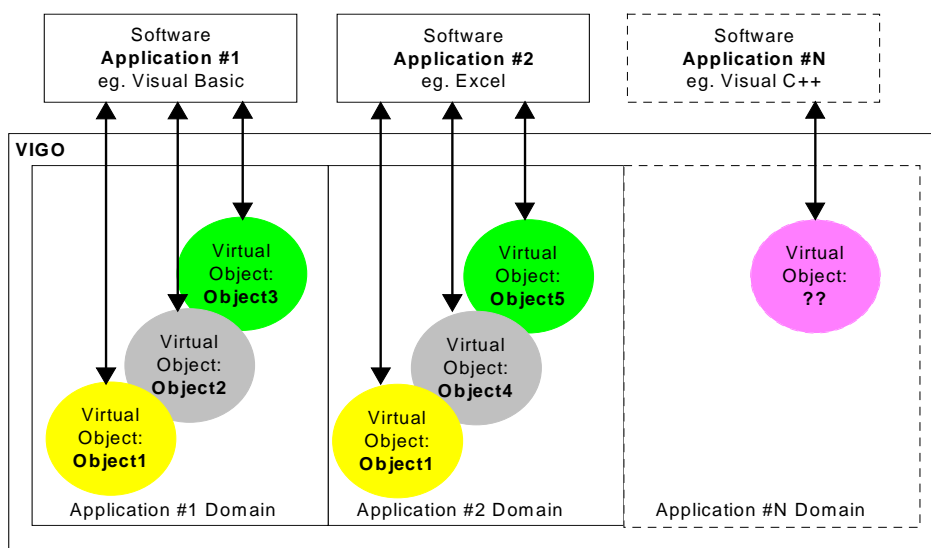 Software
Application #1
eg. Visual Basic
Software
Application #2
eg. Excel
Software
Application #N
eg. Visual C++
VIGO
Virtual
Object:
Object3
Virtual
Object:
Object2
Virtual
Object:
Object1
Application #1 Domain
Virtual
Object:
Object5
Virtual
Object:
Object4
Virtual
Object:
Object1
Application #2 Domain
Virtual
Object:
??
Application #N Domain